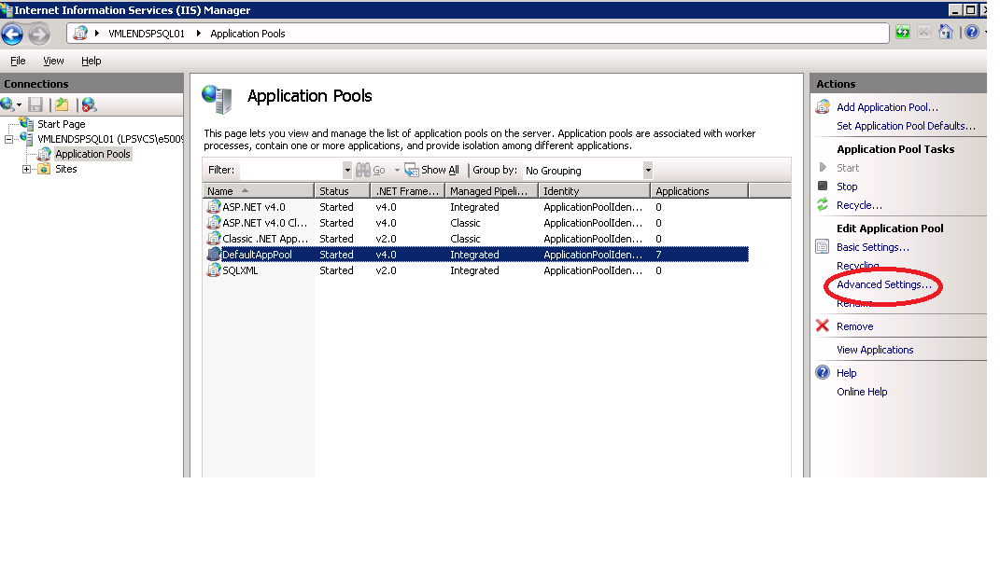 Internet Information Services (IIS) Manager
VMLENDSPSQL01 Application Pools
File View Help
Connections
Start Page
VMLENDSPSQL01 (LPSVCS\e5009
Application Pools
Sites
Application Pools
This page lets you view and manage the list of application pools on the server. Application pools are associated with worker
processes, contain one or more applications, and provide isolation among different applications.
Filter: Go Show All Group by: No Grouping
Name Status .NET Frame... Managed Pipeli... Identity Applications
ASP.NET v4.0 Started v4.0 Integrated ApplicationPoolIden... 0
ASP.NET v4.0 Cl... Started v4.0 Classic ApplicationPoolIden... 0
Classic .NET App... Started v2.0 Classic ApplicationPoolIden... 0
DefaultAppPool Started v4.0 Integrated ApplicationPoolIden... 7
SQLXML Started v2.0 Integrated ApplicationPoolIden... 0
Actions
Add Application Pool...
Set Application Pool Defaults...
Application Pool Tasks
Start
Stop
Recycle...
Edit Application Pool
Basic Settings...
Recycling...
Advanced Settings...
Rename
Remove
View Applications
Help
Online Help